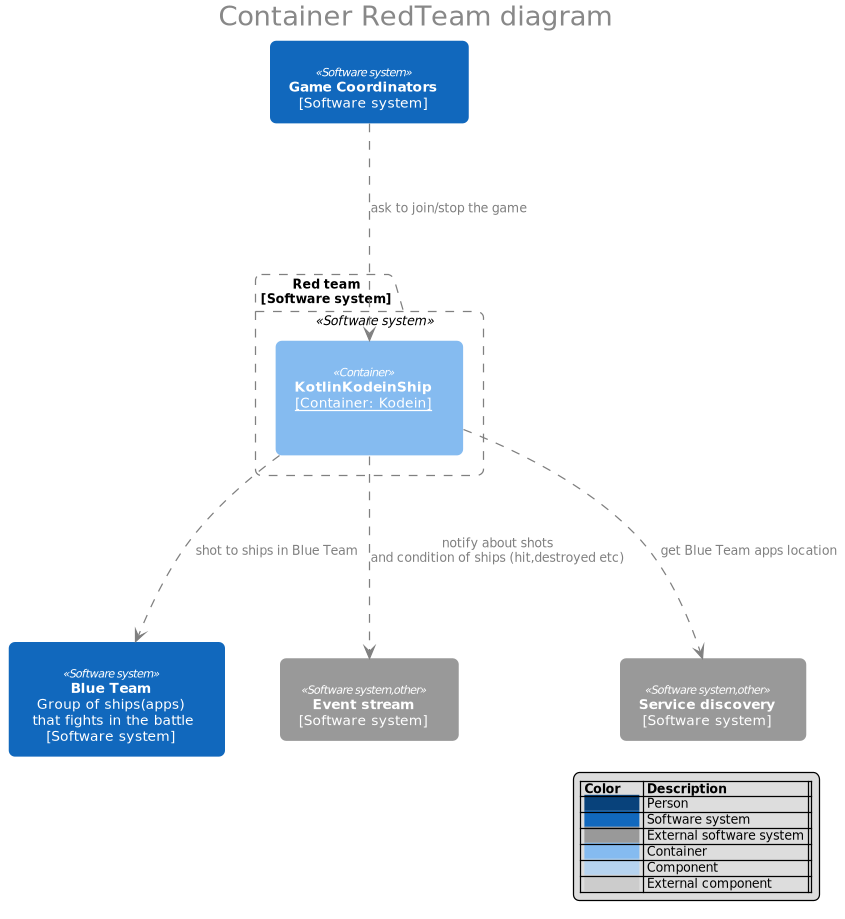 Container RedTeam diagram
«Software system»
Game Coordinators
[Software system]
ask to join/stop the game
Red team
[Software system]
«Software system»
«Container»
KotlinKodeinShip
[Container: Kodein]
shot to ships in Blue Team
notify about shots
and condition of ships (hit,destroyed etc)
get Blue Team apps location
«Software system»
Blue Team
Group of ships(apps)
that fights in the battle
[Software system]
«Software system,other»
Event stream
[Software system]
«Software system,other»
Service discovery
[Software system]
Color Description
Person
Software system
External software system
Container
Component
External component